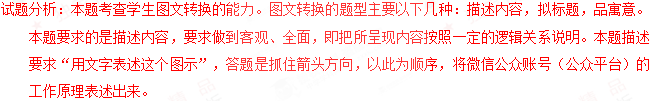 试题分析：本题考查学生图文转换的能力。图文转换的题型主要以下几种：描述内容，拟标题，品寓意。
本题要求的是描述内容，要求做到客观、全面，即把所呈现内容按照一定的逻辑关系说明。本题描述
要求“用文字表述这个图示”，答题是抓住箭头方向，以此为顺序，将微信公众账号（公众平台）的
工作原理表述出来。